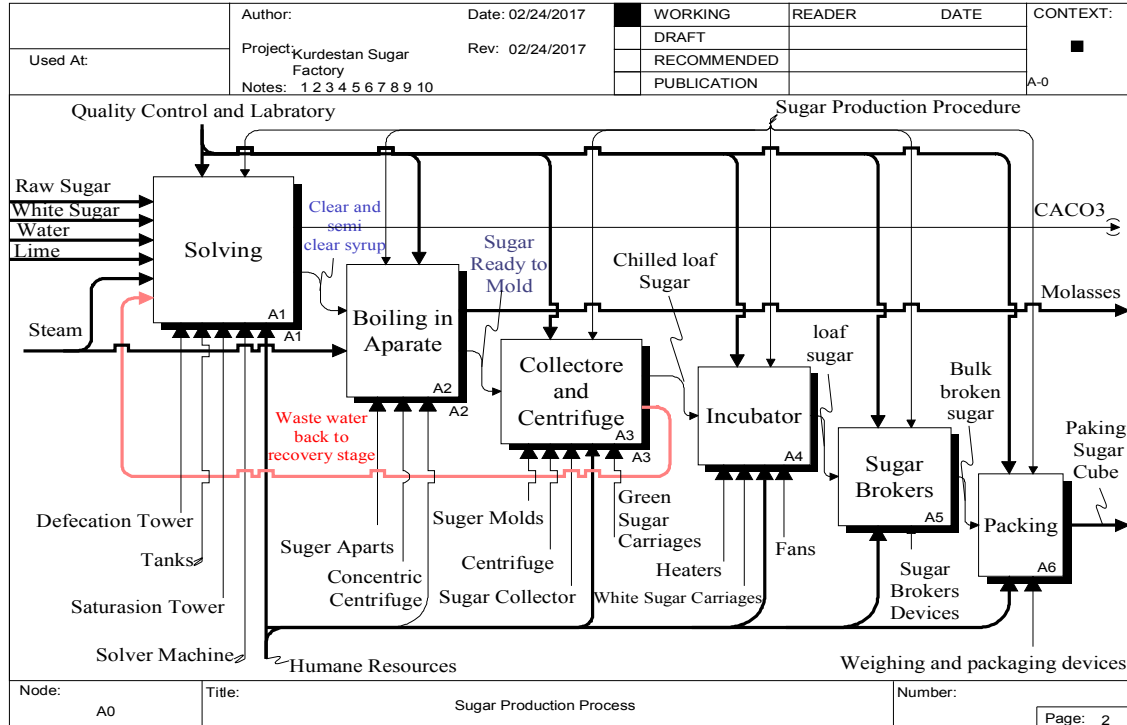 Used At:
Author:
Date: 02/24/2017
Project: Kurdestan Sugar
Factory
Rev: 02/24/2017
Notes: 1 2 3 4 5 6 7 8 9 10
WORKING
DRAFT
RECOMMENDED
PUBLICATION
READER
DATE
CONTEXT:
A-0
Quality Control and Labratory
Sugar Production Procedure
Raw Sugar
White Sugar
Water
Lime
Steam
Solving
A1
A1
Clear and
semi
clear syrup
CACO3
Boiling in
Aparate
A2
A2
Sugar
Ready to
Mold
Molasses
Collectore
and
Centrifuge
A3
A3
Chilled loaf
Sugar
Waste water
back to
recovery stage
Incubator
A4
loaf
sugar
Sugar
Brokers
A5
Bulk
broken
sugar
Packing
A6
Paking
Sugar
Cube
Defecation Tower
Tanks
Saturasion Tower
Solver Machine
Humane Resources
Suger Aparts
Concentric
Centrifuge
Suger Molds
Centrifuge
Sugar Collector
Green
Sugar
Carriages
Heaters
White Sugar Carriages
Fans
Sugar
Brokers
Devices
Weighing and packaging devices
Node:
A0
Title:
Sugar Production Process
Number:
Page: 2